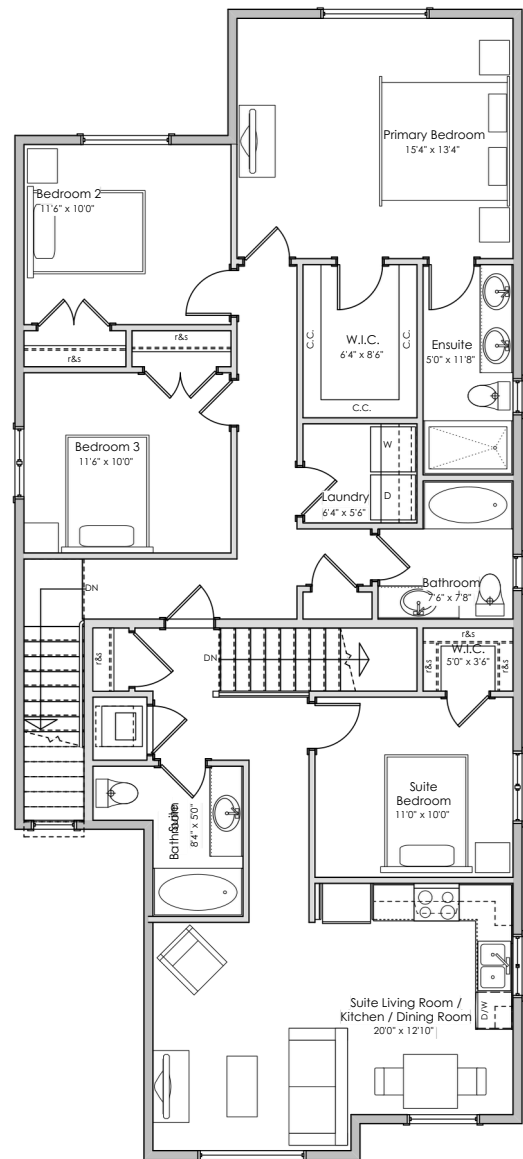 Primary Bedroom
15'4" x 13'4"
Bedroom 2
11'6" x 10'0"
r&s
r&s
C.C.
W.I.C.
6'4" x 8'6"
C.C.
C.C.
Ensuite
5'0" x 11'8"
Bedroom 3
11'6" x 10'0"
W
D
Laundry
6'4" x 5'6"
Bathroom
7'6" x 7'8"
DN
r&s
DN
r&s
r&s
W.I.C.
5'0" x 3'6"
r&s
Suite
Bedroom
11'0" x 10'0"
Suite
Bathroom
8'4" x 5'0"
Suite Living Room /
Kitchen / Dining Room
20'0" x 12'10"
D/W